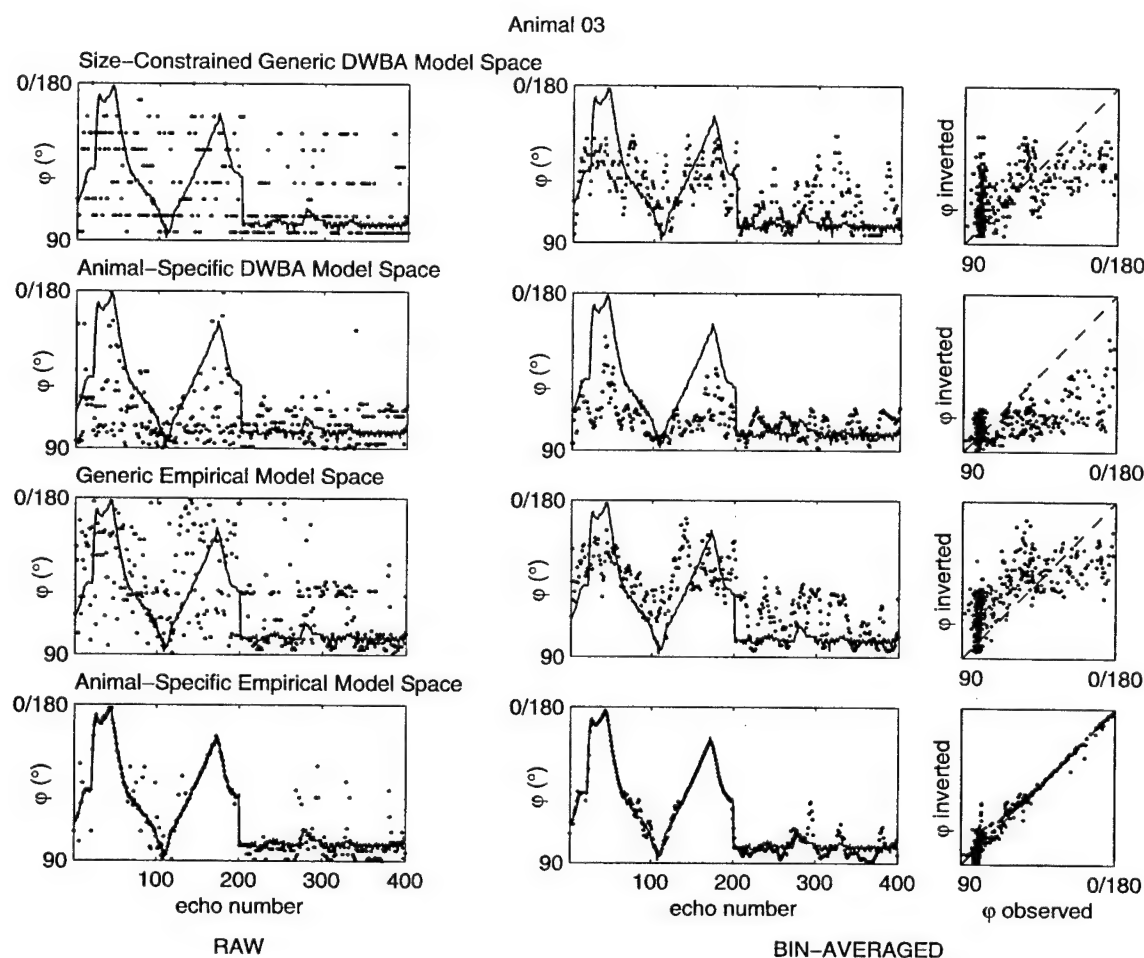 Animal 03
Size−Constrained Generic DWBA Model Space
0/180
φ (°)
90
0/180
φ (°)
90
φ inverted
90
0/180
Animal−Specific DWBA Model Space
0/180
φ (°)
90
0/180
φ (°)
90
100
200
300
400
φ inverted
90
0/180
Generic Empirical Model Space
0/180
φ (°)
90
0/180
φ (°)
90
φ inverted
90
0/180
Animal−Specific Empirical Model Space
0/180
φ (°)
90
100
200
300
400
echo number
0/180
φ (°)
90
100
200
300
400
echo number
φ inverted
90
0/180
φ observed
RAW
BIN−AVERAGED